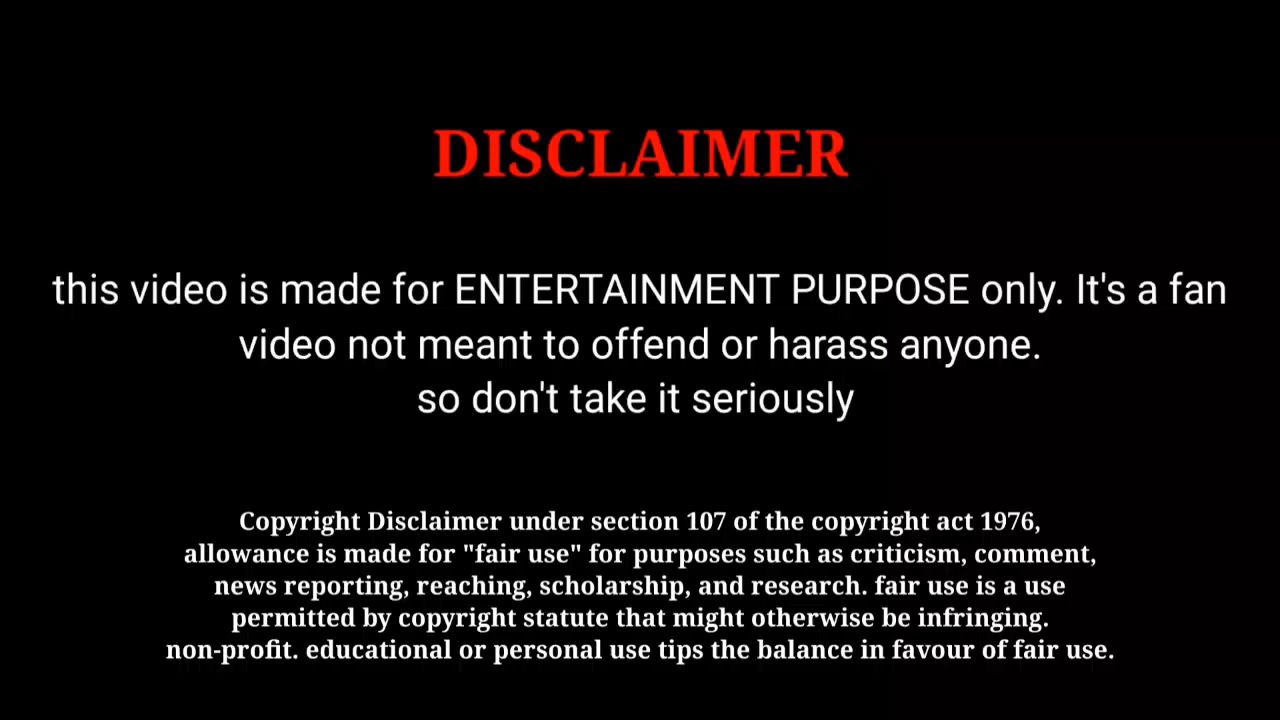 DISCLAIMER
this video is made for ENTERTAINMENT PURPOSE only. It's a fan
video not meant to offend or harass anyone.
so don't take it seriously
Copyright Disclaimer under section 107 of the copyright act 1976,
allowance is made for "fair use" for purposes such as criticism, comment,
news reporting, reaching, scholarship, and research. fair use is a use
permitted by copyright statute that might otherwise be infringing.
non-profit. educational or personal use tips the balance in favour of fair use.